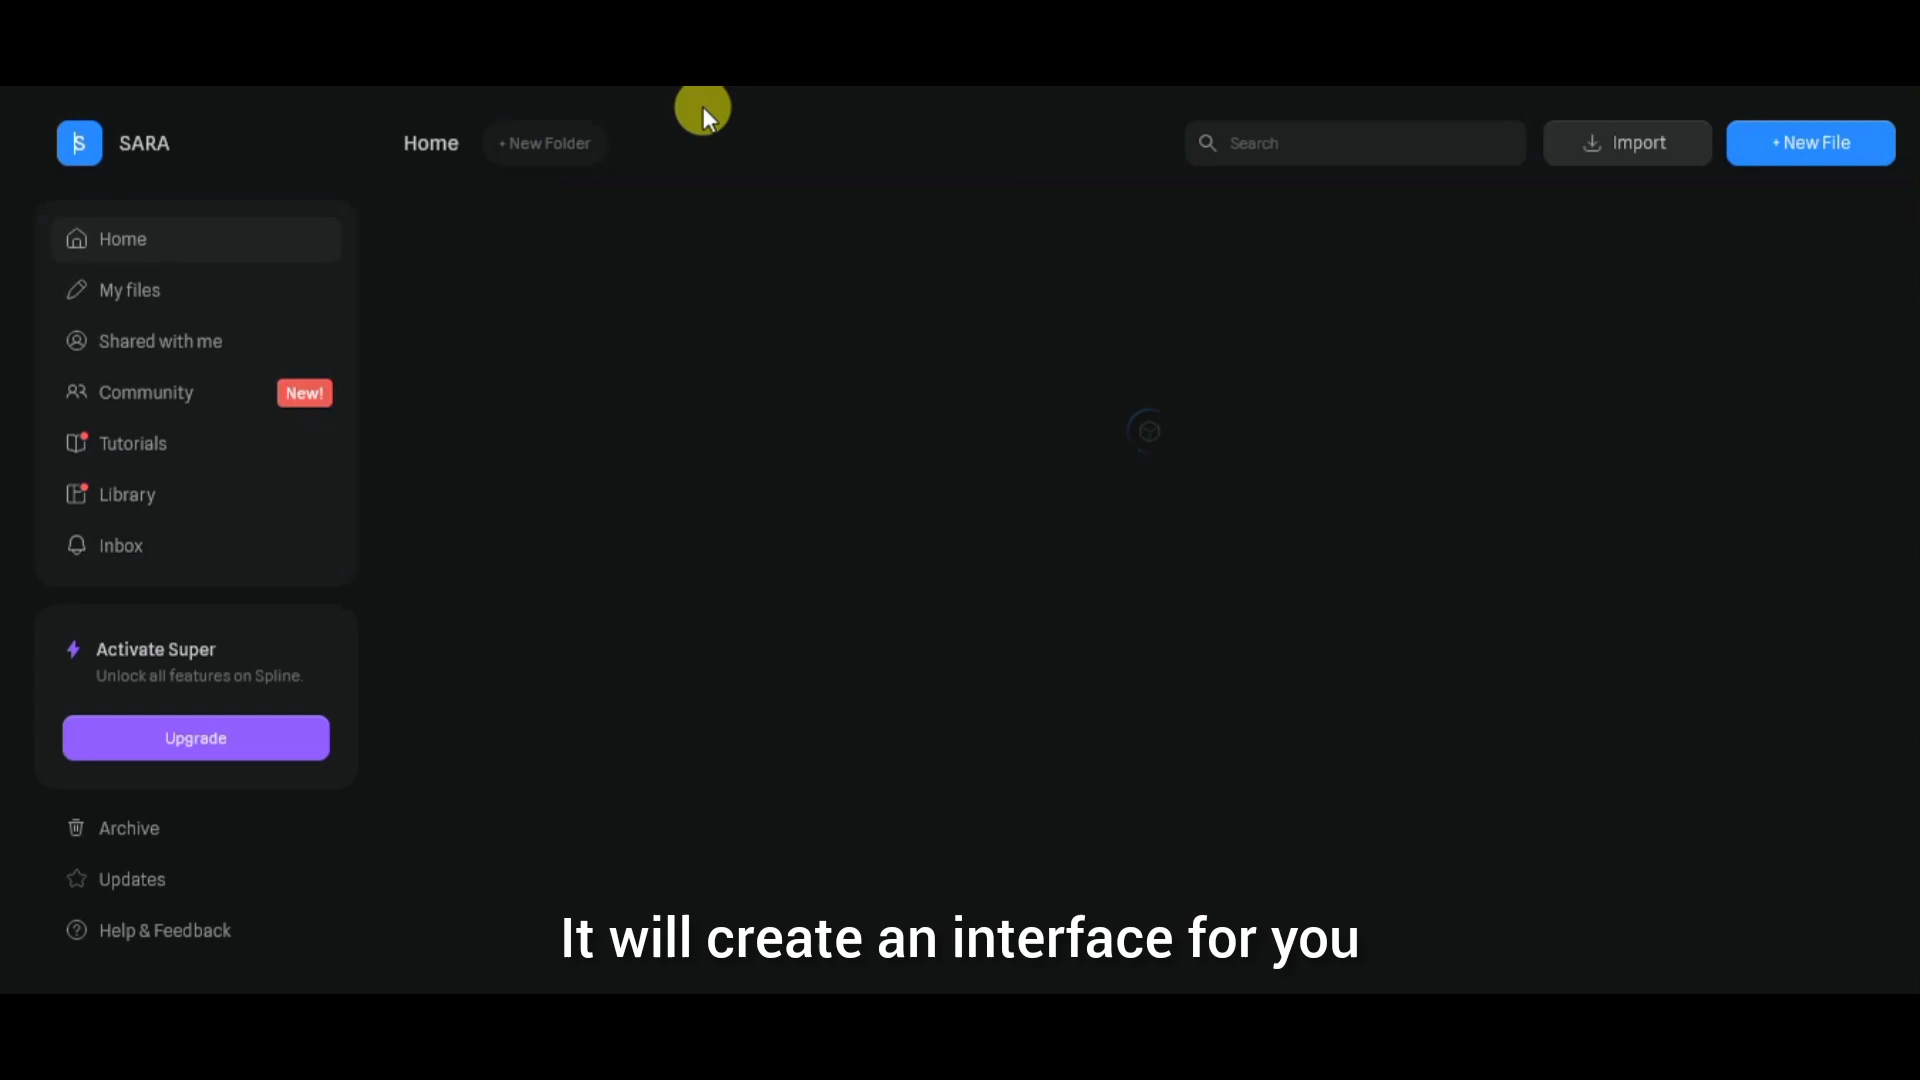 S SARA
Home + New Folder
Search
Import
+ New File
Home
My files
Shared with me
Community New!
Tutorials
Library
Inbox
Activate Super
Unlock all features on Spline.
Upgrade
Archive
Updates
Help & Feedback
It will create an interface for you